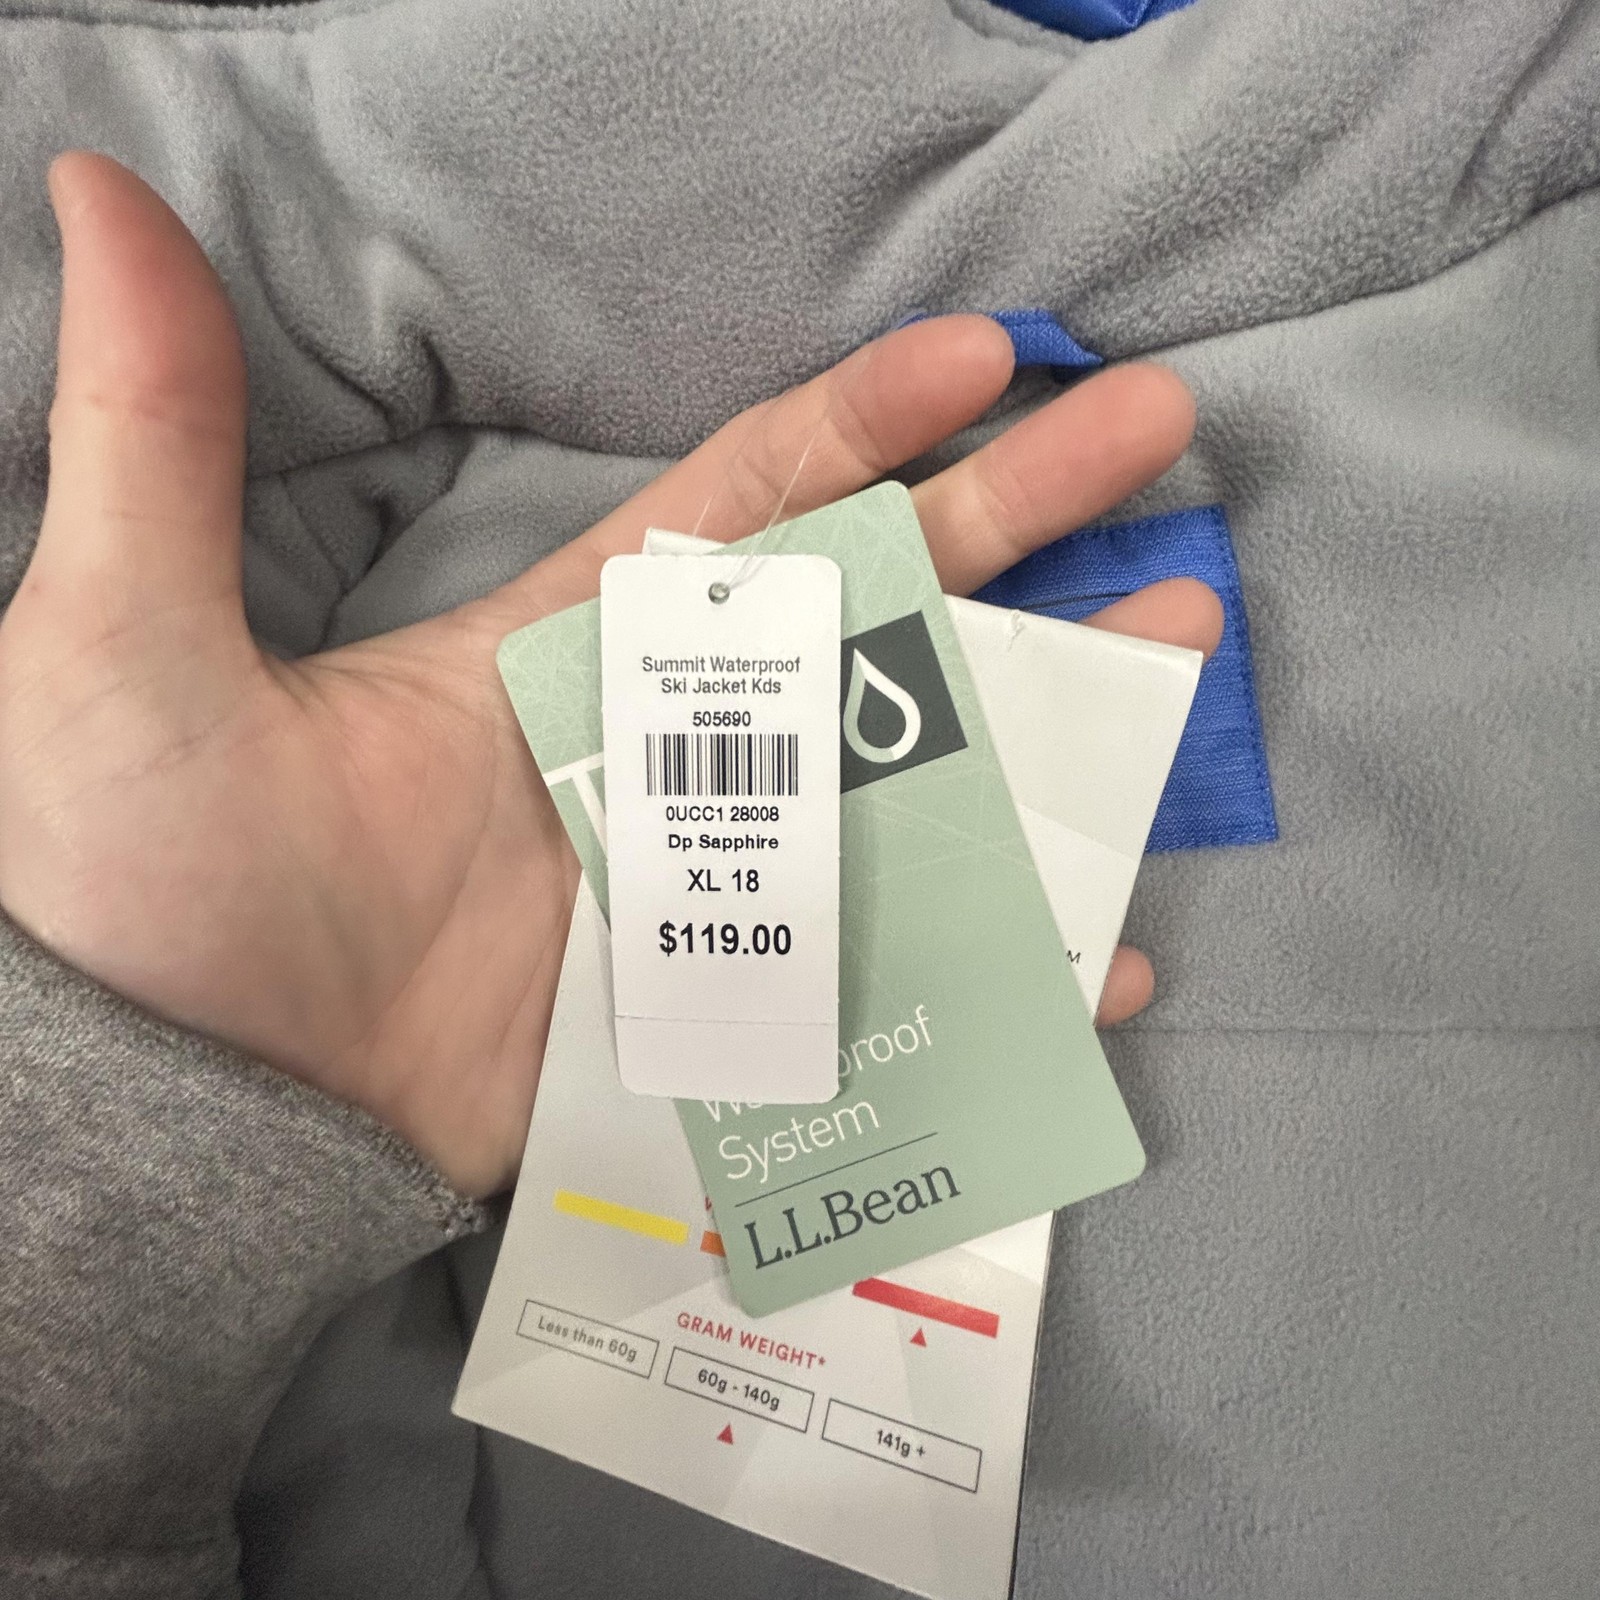 Summit Waterproof
Ski Jacket Kds
505690
0UCC1 28008
Dp Sapphire
XL 18
$119.00
System
L.L.Bean
GRAM WEIGHT*
Less than 60g
60g - 140g
141g +